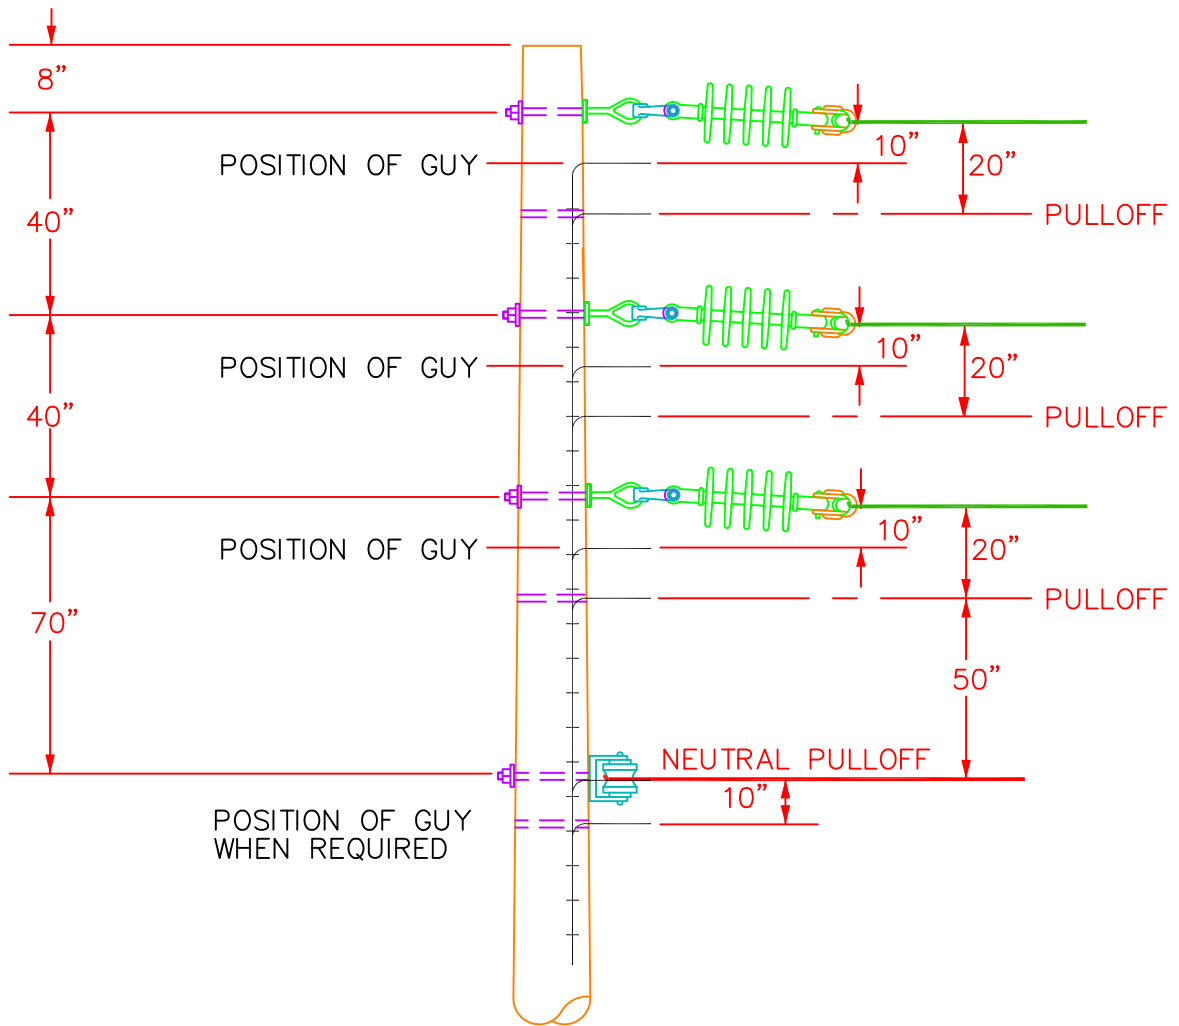 8”
10”
POSITION OF GUY
20”
40”
PULLOFF
10”
POSITION OF GUY
20”
40”
PULLOFF
10”
POSITION OF GUY
20”
PULLOFF
70”
50”
NEUTRAL PULLOFF
10”
POSITION OF GUY
WHEN REQUIRED